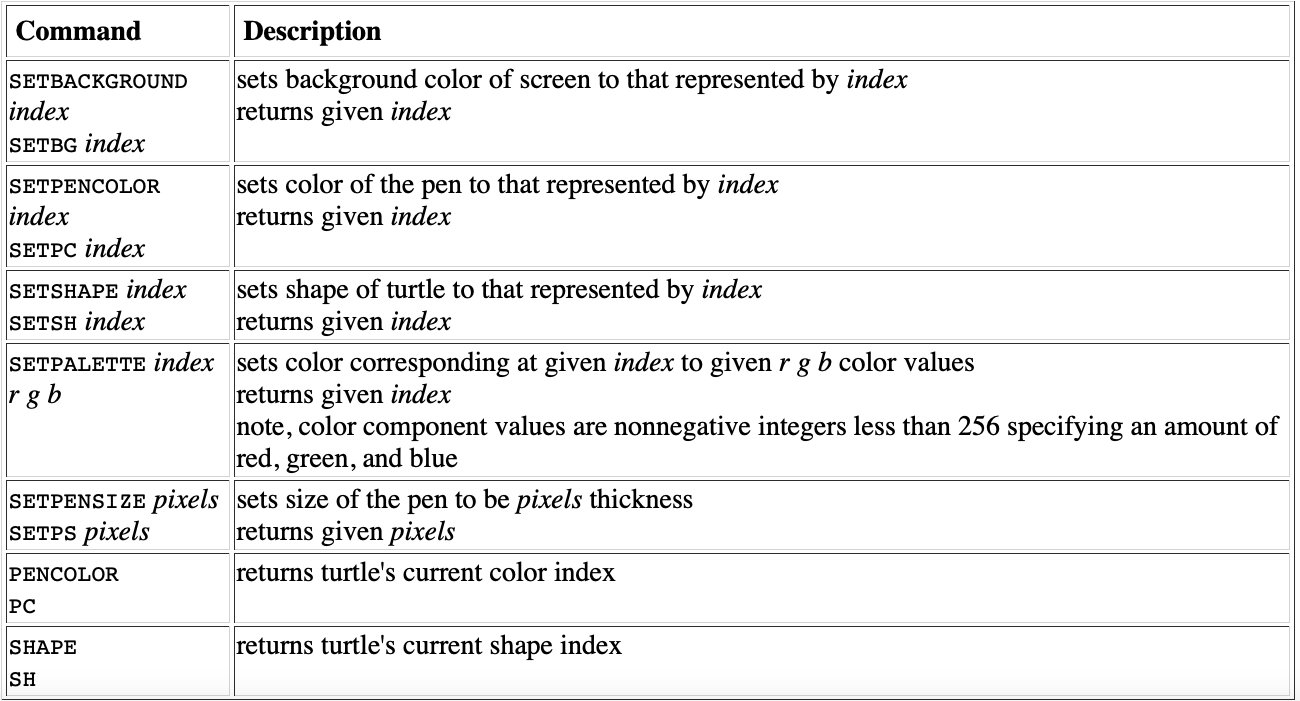 Command Description
SETBACKGROUND
index
SETBG index
sets background color of screen to that represented by index
returns given index
SETPENCOLOR
index
SETPC index
sets color of the pen to that represented by index
returns given index
SETSHAPE index
SETSH index
sets shape of turtle to that represented by index
returns given index
SETPALETTE index
r g b
sets color corresponding at given index to given r g b color values
returns given index
note, color component values are nonnegative integers less than 256 specifying an amount of
red, green, and blue
SETPENSIZE pixels
SETPS pixels
sets size of the pen to be pixels thickness
returns given pixels
PENCOLOR
PC
returns turtle's current color index
SHAPE
SH
returns turtle's current shape index